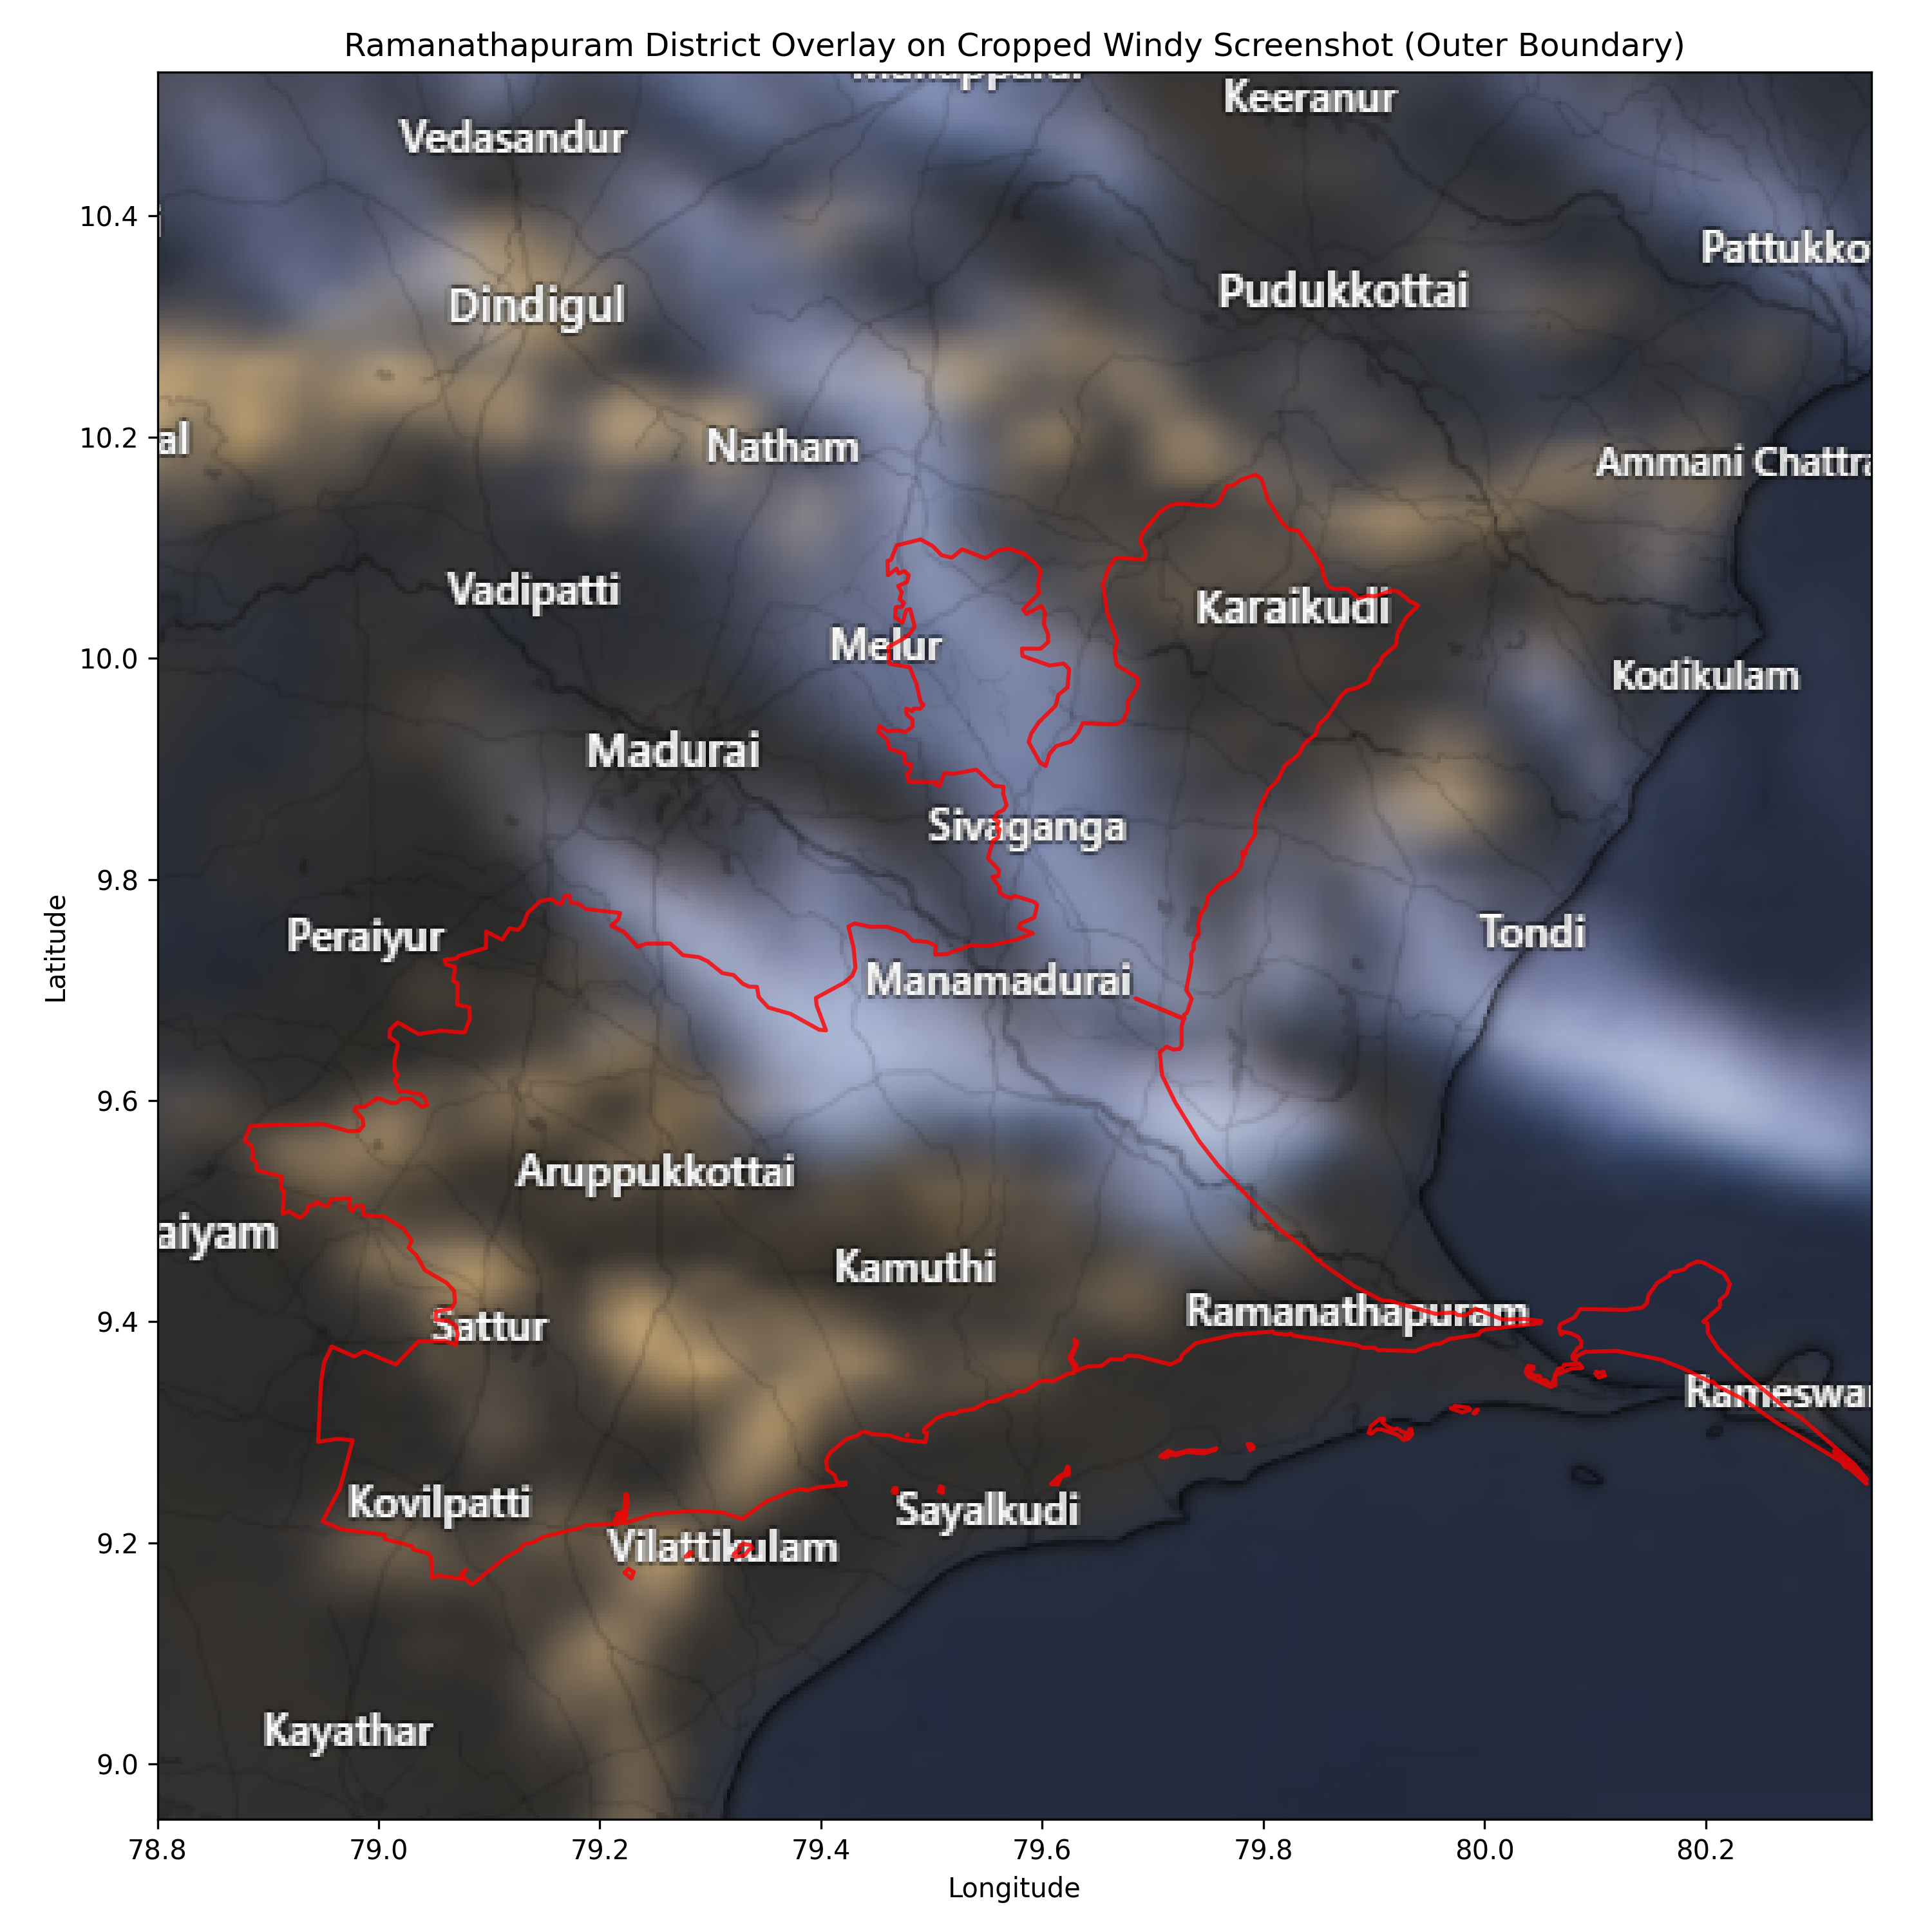 Ramanathapuram District Overlay on Cropped Windy Screenshot (Outer Boundary)
Keeranur
Vedasandur
10.4
Pattukko
Pudukkottai
Dindigul
10.2
al
Natham
Ammani Chattra
Vadipatti
Karaikudi
10.0
Melur
Kodikulam
Madurai
Sivaganga
9.8
Peraiyur
Tondi
Latitude
Manamadurai
9.6
Aruppukkottai
aiyam
Kamuthi
9.4
Sattur
Ramanathapuram
Rameswar
Kovilpatti
Sayalkudi
9.2
Vilattikulam
Kayathar
9.0
78.8 79.0 79.2 79.4 79.6 79.8 80.0 80.2
Longitude